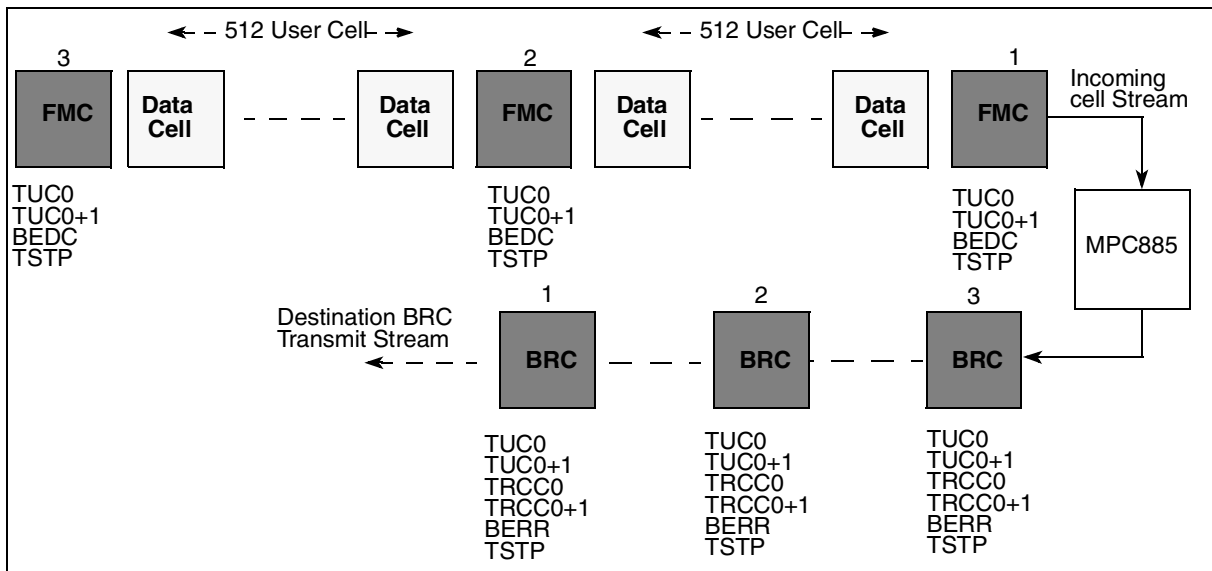 512 User Cell
512 User Cell
3
2
1
FMC
Data
Cell
Data
Cell
FMC
Data
Cell
Data
Cell
FMC
Incoming
cell Stream
TUC0
TUC0+1
BEDC
TSTP
TUC0
TUC0+1
BEDC
TSTP
TUC0
TUC0+1
BEDC
TSTP
MPC885
Destination BRC
Transmit Stream
1
2
3
BRC
BRC
BRC
TUC0
TUC0+1
TRCC0
TRCC0+1
BERR
TSTP
TUC0
TUC0+1
TRCC0
TRCC0+1
BERR
TSTP
TUC0
TUC0+1
TRCC0
TRCC0+1
BERR
TSTP